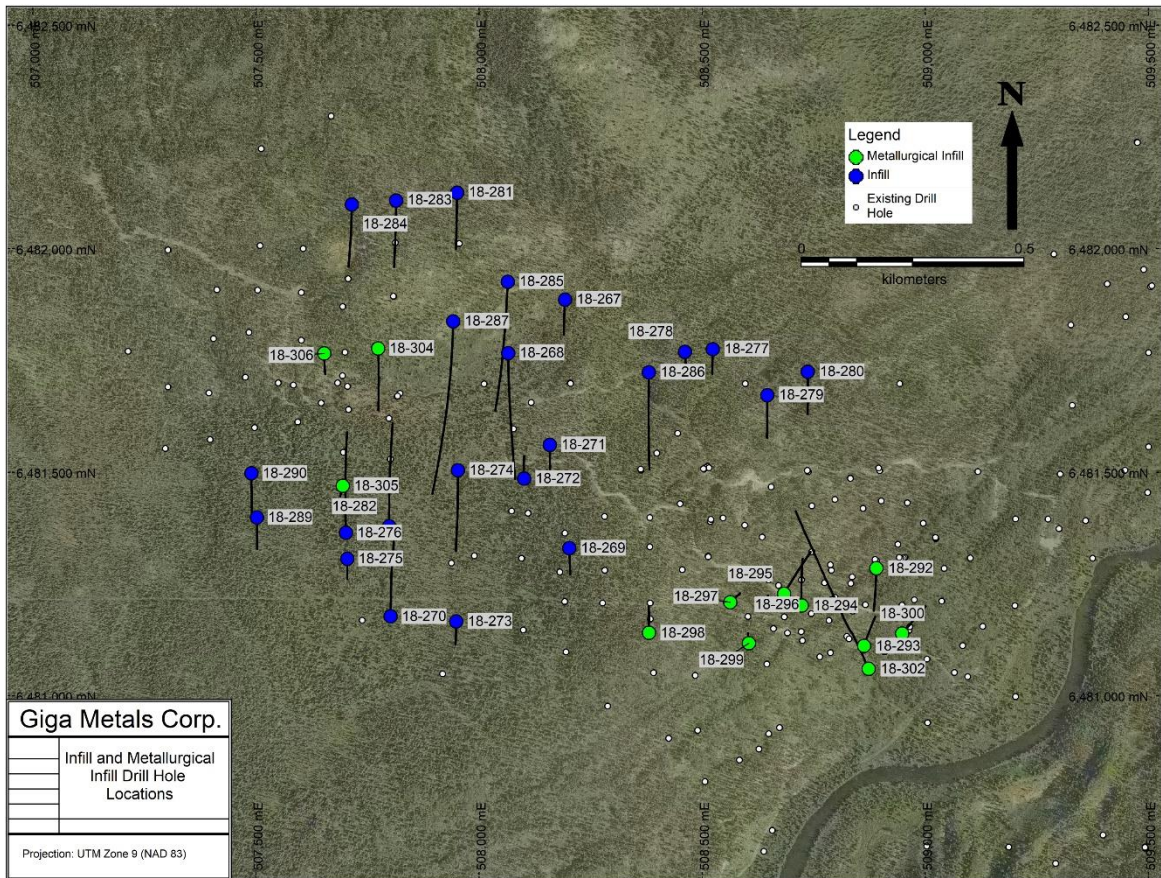 6,482,500 mN
507,000 mE
507,500 mE
508,000 mE
508,500 mE
509,000 mE
509,500 mE
6,482,500 mN
N
Legend
Metallurgical Infill
Infill
Existing Drill
Hole
18-281
18-283
18-284
6,482,000 mN
6,482,000 mN
0
0.5
kilometers
18-285
18-267
18-287
18-278
18-277
18-304
18-306
18-268
18-286
18-280
18-279
18-271
6,481,500 mN
18-290
18-274
18-272
6,481,500 mN
18-305
18-282
18-289
18-276
18-269
18-275
18-292
18-295
18-297
18-296
18-294
18-300
18-270
18-273
18-298
18-293
18-299
18-302
6,481,000 mN
6,481,000 mN
Giga Metals Corp.
Infill and Metallurgical
Infill Drill Hole
Locations
Projection: UTM Zone 9 (NAD 83)
507,500 mE
508,000 mE
508,500 mE
509,000 mE
509,500 mE